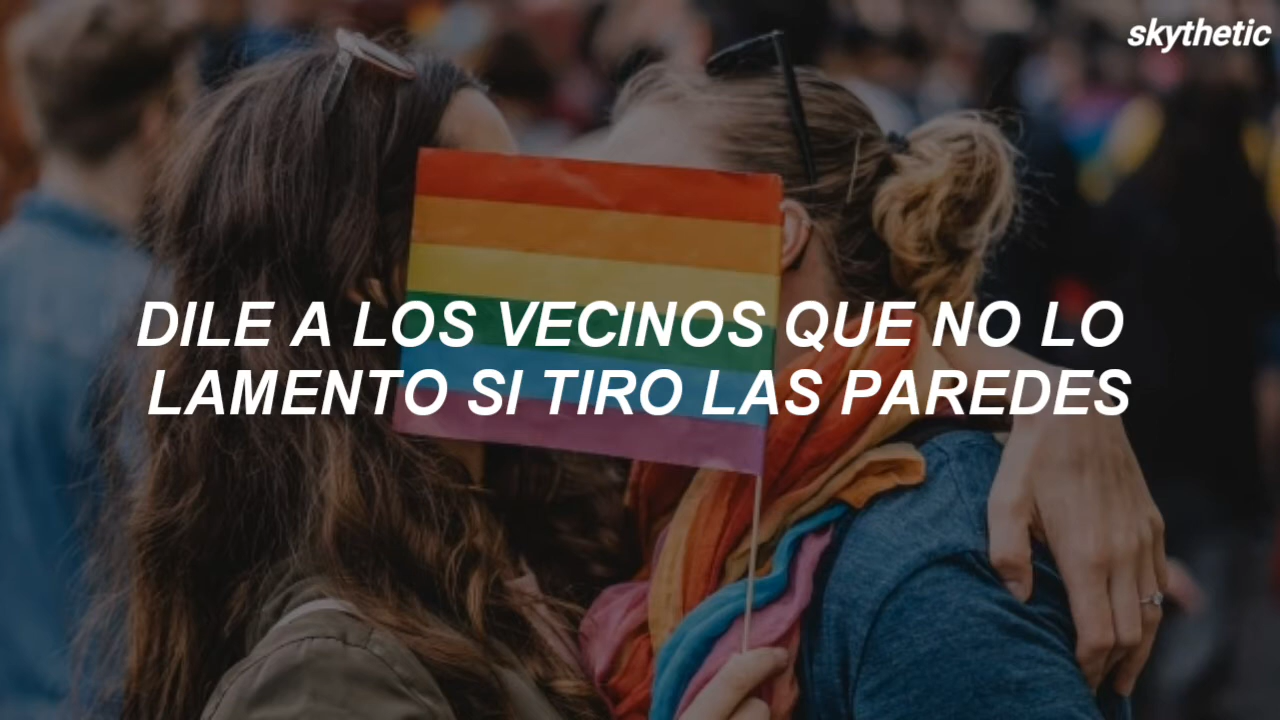 skythetic
DILE A LOS VECINOS QUE NO LO
LAMENTO SI TIRO LAS PAREDES